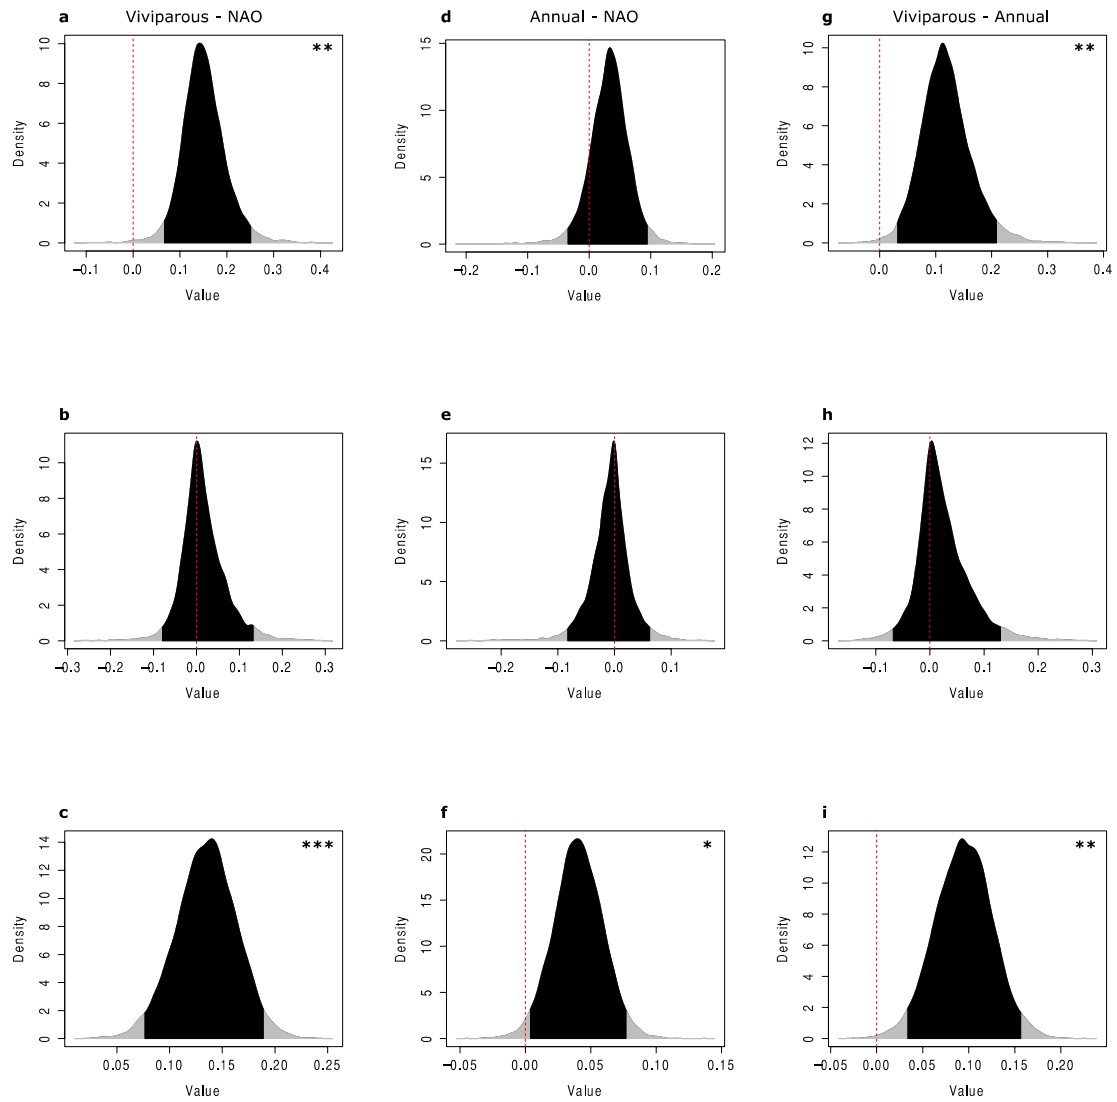 a Viviparous - NAO
**
Density
0 2 4 6 8 10
−0.1 0.0 0.1 0.2 0.3 0.4
Value
d Annual - NAO
Density
0 5 10 15
−0.2 −0.1 0.0 0.1 0.2
Value
g Viviparous - Annual
**
Density
0 2 4 6 8 10
0.0 0.1 0.2 0.3 0.4
Value
b
Density
0 2 4 6 8 10
−0.3 −0.2 −0.1 0.0 0.1 0.2 0.3
Value
e
Density
0 5 10 15
−0.2 −0.1 0.0 0.1
Value
h
Density
0 2 4 6 8 10 12
−0.1 0.0 0.1 0.2 0.3
Value
c
***
Density
0 2 4 6 8 10 12 14
0.05 0.10 0.15 0.20 0.25
Value
f
*
Density
0 5 10 15 20
−0.05 0.00 0.05 0.10 0.15
Value
i
**
Density
0 2 4 6 8 10 12
−0.05 0.00 0.05 0.10 0.15 0.20
Value